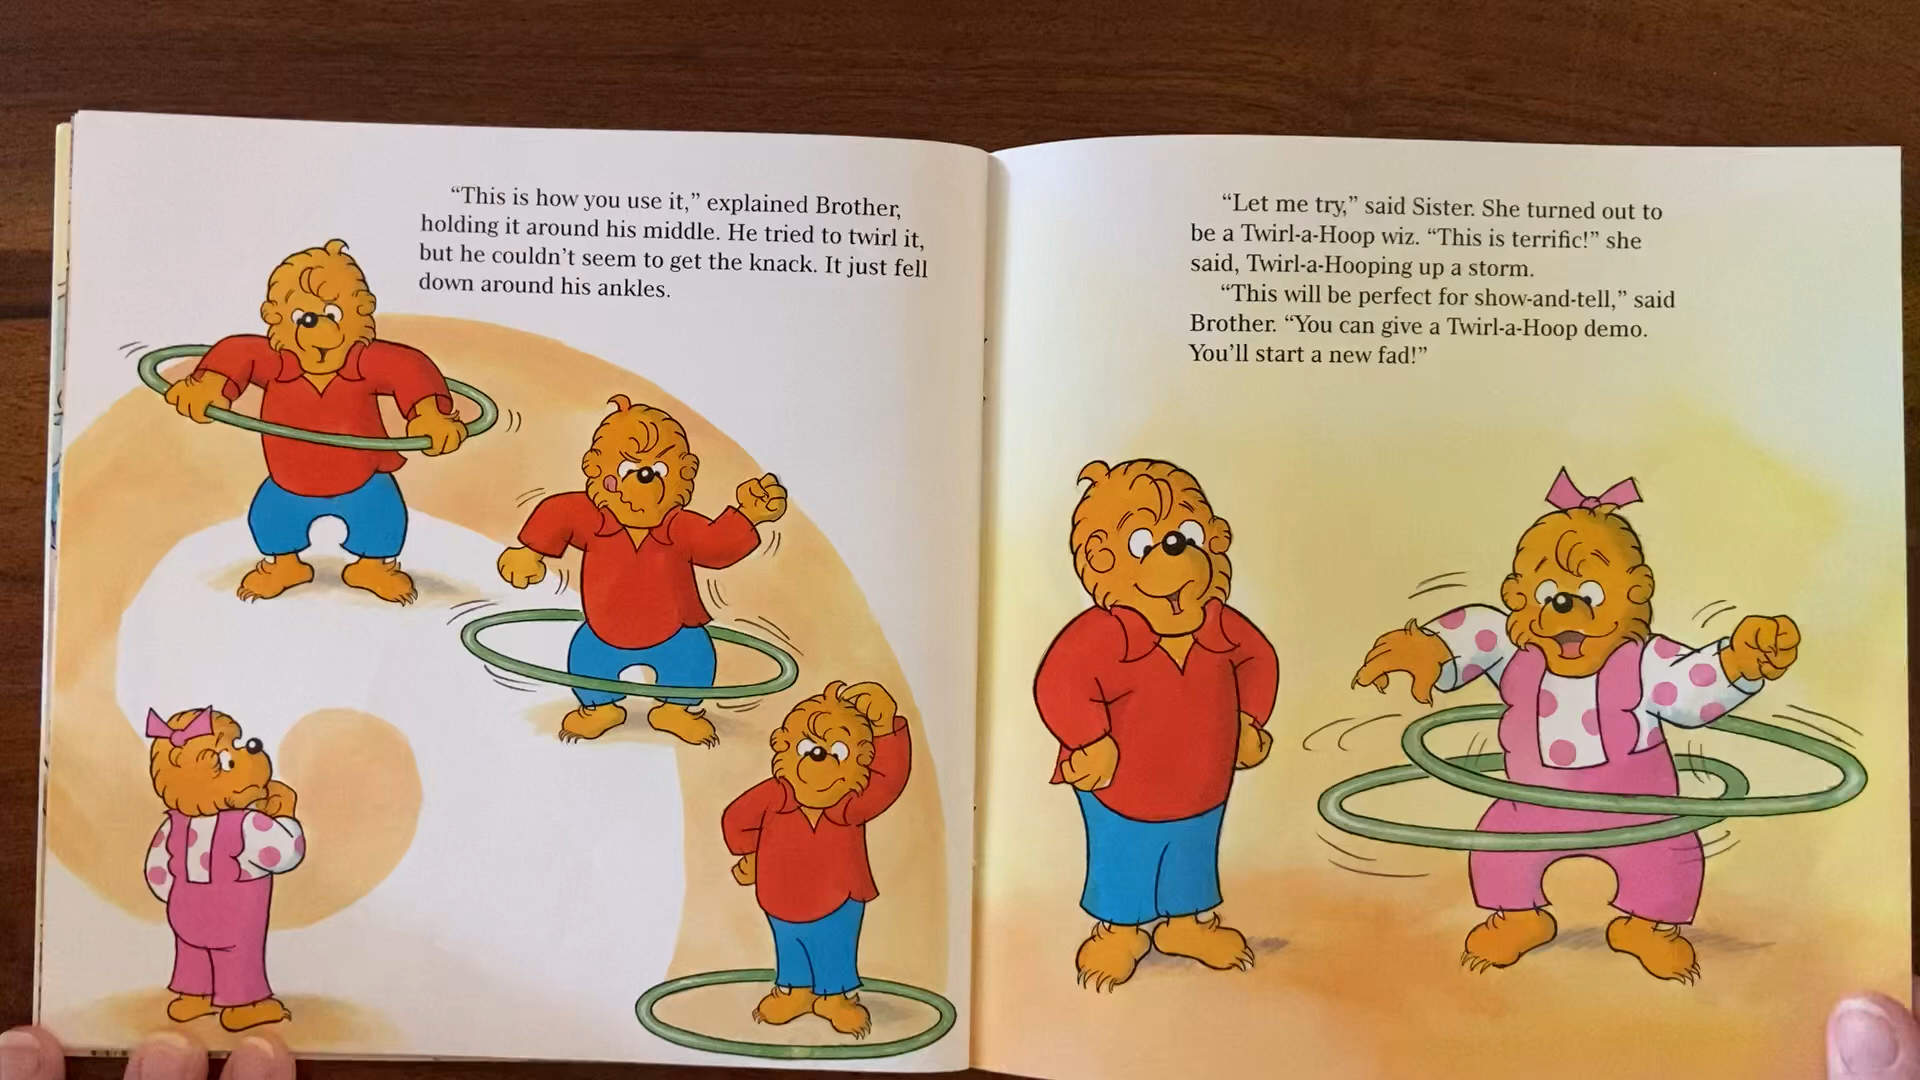 “This is how you use it,” explained Brother,
holding it around his middle. He tried to twirl it,
but he couldn’t seem to get the knack. It just fell
down around his ankles.
“Let me try,” said Sister. She turned out to
be a Twirl-a-Hoop wiz. “This is terrific!” she
said, Twirl-a-Hooping up a storm.
“This will be perfect for show-and-tell,” said
Brother. “You can give a Twirl-a-Hoop demo.
You’ll start a new fad!”